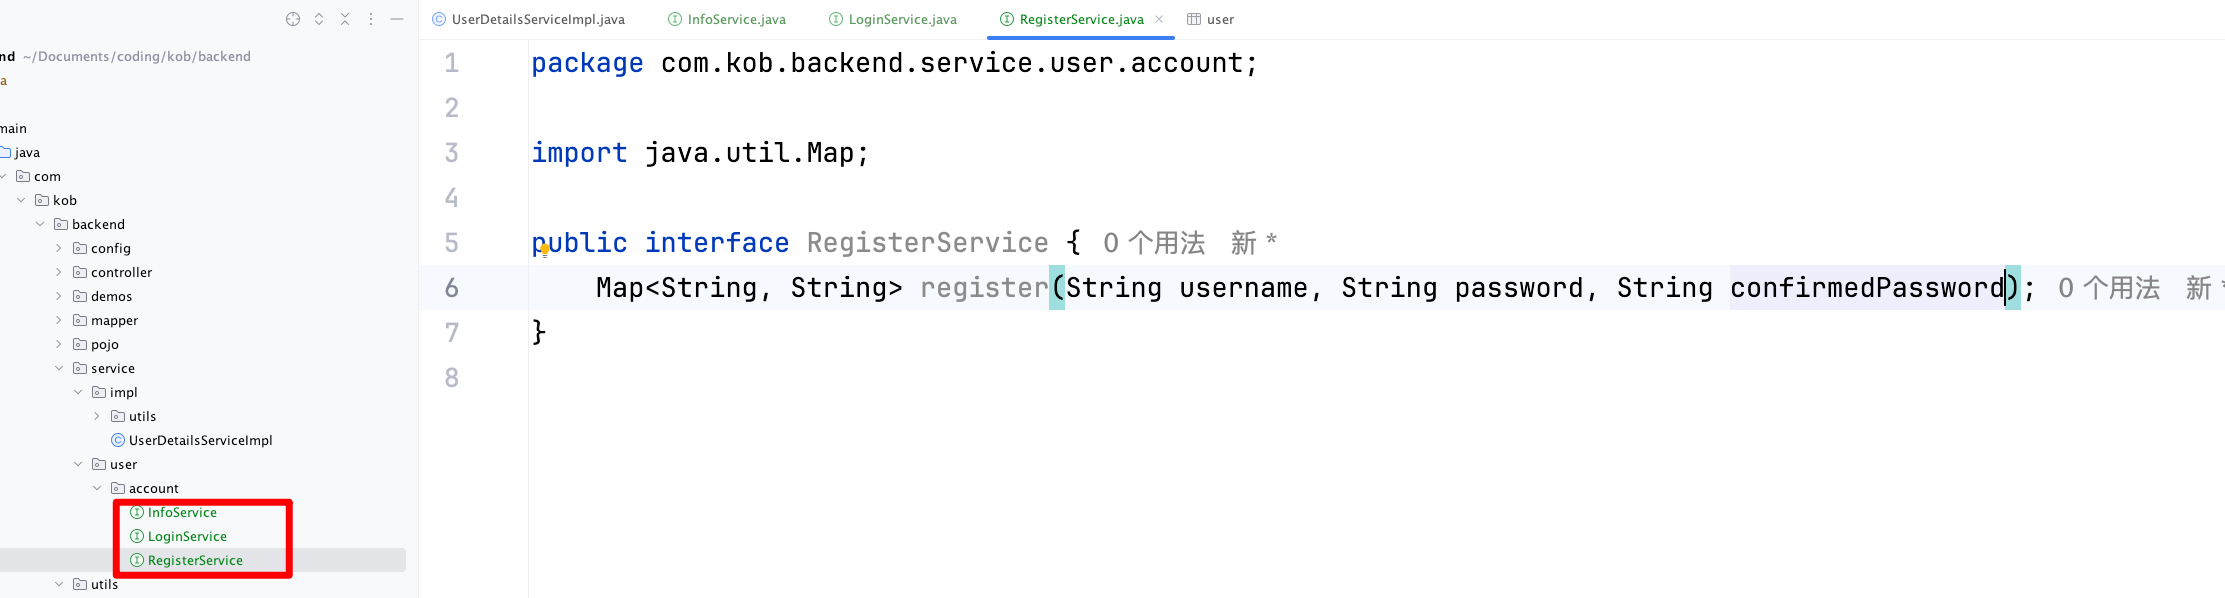 UserDetailsServiceImpl.java InfoService.java LoginService.java RegisterService.java user
nd ~/Documents/coding/kob/backend
a
main
java
com
kob
backend
config
controller
demos
mapper
pojo
service
impl
utils
UserDetailsServiceImpl
user
account
InfoService
LoginService
RegisterService
utils
1 package com.kob.backend.service.user.account;
2
3 import java.util.Map;
4
5 public interface RegisterService { 0 个用法 新 *
6 Map<String, String> register(String username, String password, String confirmedPassword); 0 个用法 新 *
7 }
8